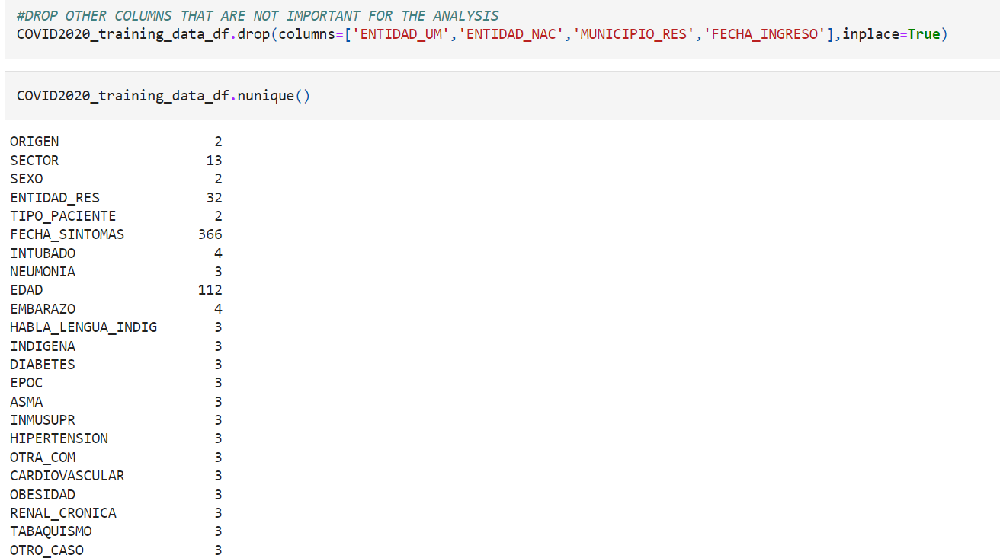 #DROP OTHER COLUMNS THAT ARE NOT IMPORTANT FOR THE ANALYSIS
COVID2020_training_data_df.drop(columns=['ENTIDAD_UM','ENTIDAD_NAC','MUNICIPIO_RES','FECHA_INGRESO'],inplace=True)
COVID2020_training_data_df.nunique()
ORIGEN 2
SECTOR 13
SEXO 2
ENTIDAD_RES 32
TIPO_PACIENTE 2
FECHA_SINTOMAS 366
INTUBADO 4
NEUMONIA 3
EDAD 112
EMBARAZO 4
HABLA_LENGUA_INDIG 3
INDIGENA 3
DIABETES 3
EPOC 3
ASMA 3
INMUSUPR 3
HIPERTENSION 3
OTRA_COM 3
CARDIOVASCULAR 3
OBESIDAD 3
RENAL_CRONICA 3
TABAQUISMO 3
OTRO_CASO 3